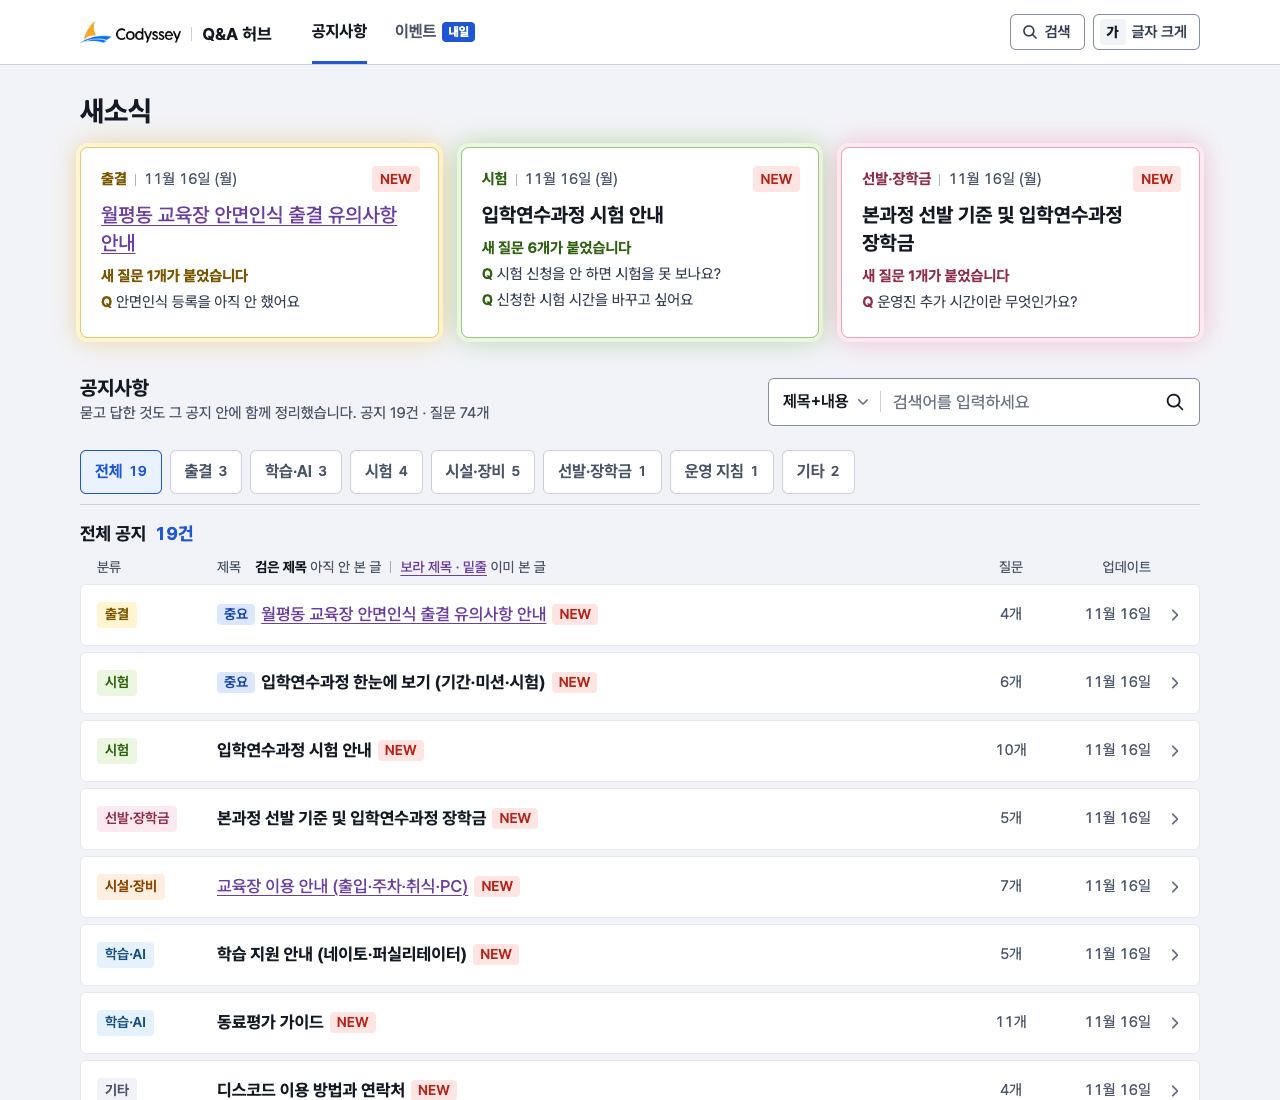 Codyssey Q&A 허브 공지사항 이벤트 내일 검색 가 글자 크게
새소식
출결 11월 16일 (월) NEW
월평동 교육장 안면인식 출결 유의사항
안내
새 질문 1개가 붙었습니다
Q 안면인식 등록을 아직 안 했어요
시험 11월 16일 (월) NEW
입학연수과정 시험 안내
새 질문 6개가 붙었습니다
Q 시험 신청을 안 하면 시험을 못 보나요?
Q 신청한 시험 시간을 바꾸고 싶어요
선발·장학금 11월 16일 (월) NEW
본과정 선발 기준 및 입학연수과정
장학금
새 질문 1개가 붙었습니다
Q 운영진 추가 시간이란 무엇인가요?
공지사항
묻고 답한 것도 그 공지 안에 함께 정리했습니다. 공지 19건 · 질문 74개
제목+내용 검색어를 입력하세요
전체 19 출결 3 학습·AI 3 시험 4 시설·장비 5 선발·장학금 1 운영 지침 1 기타 2
전체 공지 19건
분류 제목 검은 제목 아직 안 본 글 보라 제목 · 밑줄 이미 본 글 질문 업데이트
출결 중요 월평동 교육장 안면인식 출결 유의사항 안내 NEW 4개 11월 16일
시험 중요 입학연수과정 한눈에 보기 (기간·미션·시험) NEW 6개 11월 16일
시험 입학연수과정 시험 안내 NEW 10개 11월 16일
선발·장학금 본과정 선발 기준 및 입학연수과정 장학금 NEW 5개 11월 16일
시설·장비 교육장 이용 안내 (출입·주차·취식·PC) NEW 7개 11월 16일
학습·AI 학습 지원 안내 (네이토·퍼실리테이터) NEW 5개 11월 16일
학습·AI 동료평가 가이드 NEW 11개 11월 16일
기타 디스코드 이용 방법과 연락처 NEW 4개 11월 16일